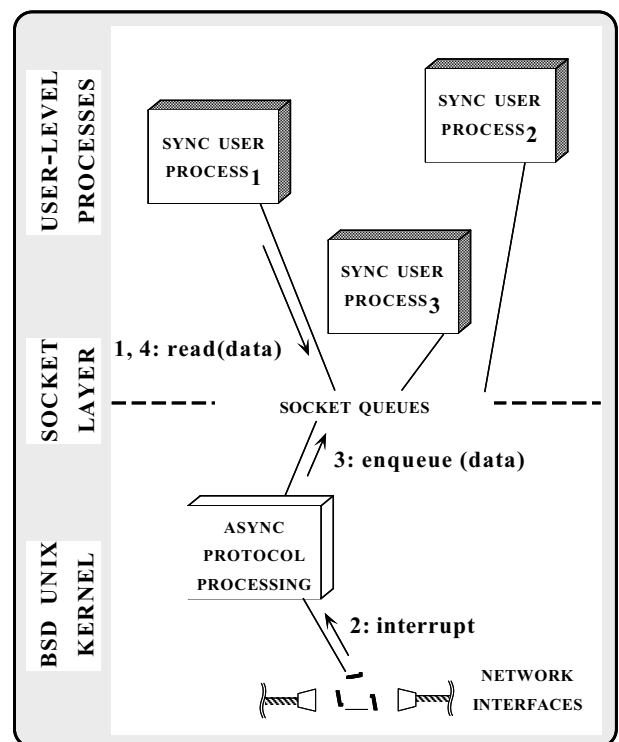 USER-LEVEL
PROCESSES
SYNC USER
PROCESS1
SYNC USER
PROCESS2
SYNC USER
PROCESS3
1, 4: read(data)
SOCKET
LAYER
SOCKET QUEUES
3: enqueue (data)
BSD UNIX
KERNEL
ASYNC
PROTOCOL
PROCESSING
2: interrupt
NETWORK
INTERFACES